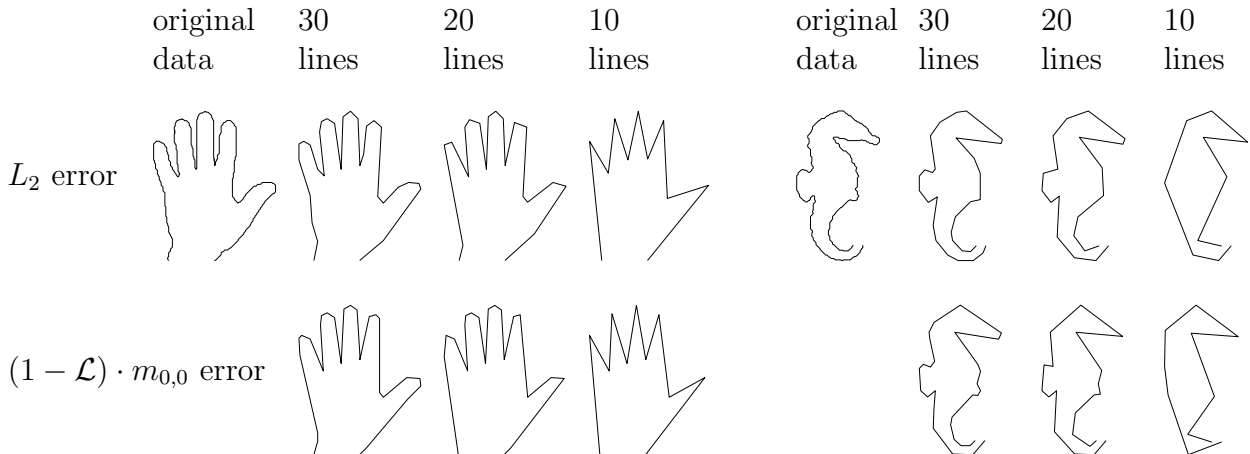 original 30 20 10 original 30 20 10
data lines lines lines data lines lines lines
L₂ error
(1 − 𝓛) · m₀,₀ error